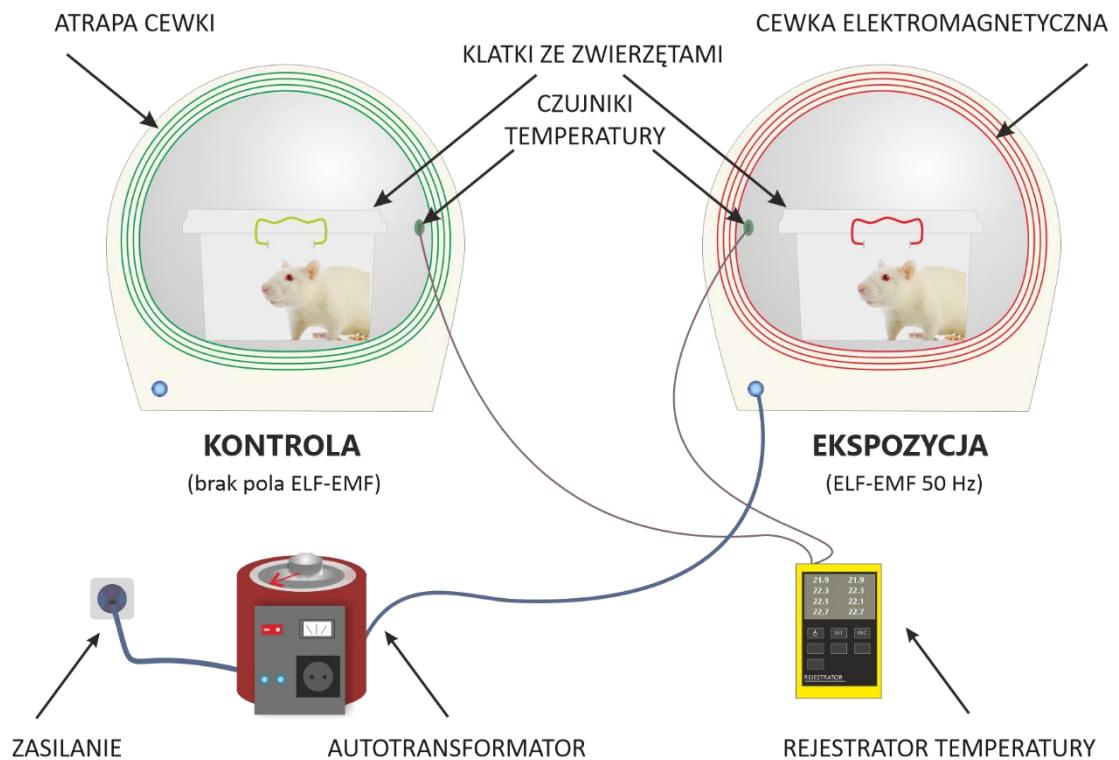 ATRAPA CEWKI
CEWKA ELEKTROMAGNETYCZNA
KLATKI ZE ZWIERZĘTAMI
CZUJNIKI
TEMPERATURY
KONTROLA
(brak pola ELF-EMF)
EKSPOZYCJA
(ELF-EMF 50 Hz)
21.9 21.9
22.3 22.3
22.1 22.1
22.7 22.7
SET REC
REJESTRATOR
ZASILANIE
AUTOTRANSFORMATOR
REJESTRATOR TEMPERATURY